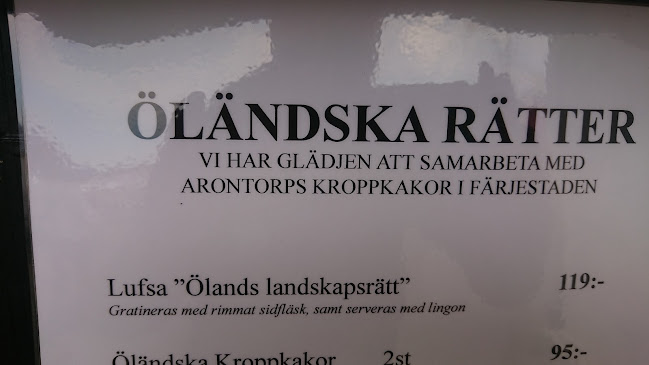 ÖLÄNDSKA RÄTTER
VI HAR GLÄDJEN ATT SAMARBETA MED
ARONTORPS KROPPKAKOR I FÄRJESTADEN
Lufsa ”Ölands landskapsrätt” 119:-
Gratineras med rimmat sidfläsk, samt serveras med lingon
Öländska Kroppkakor 2st 95:-